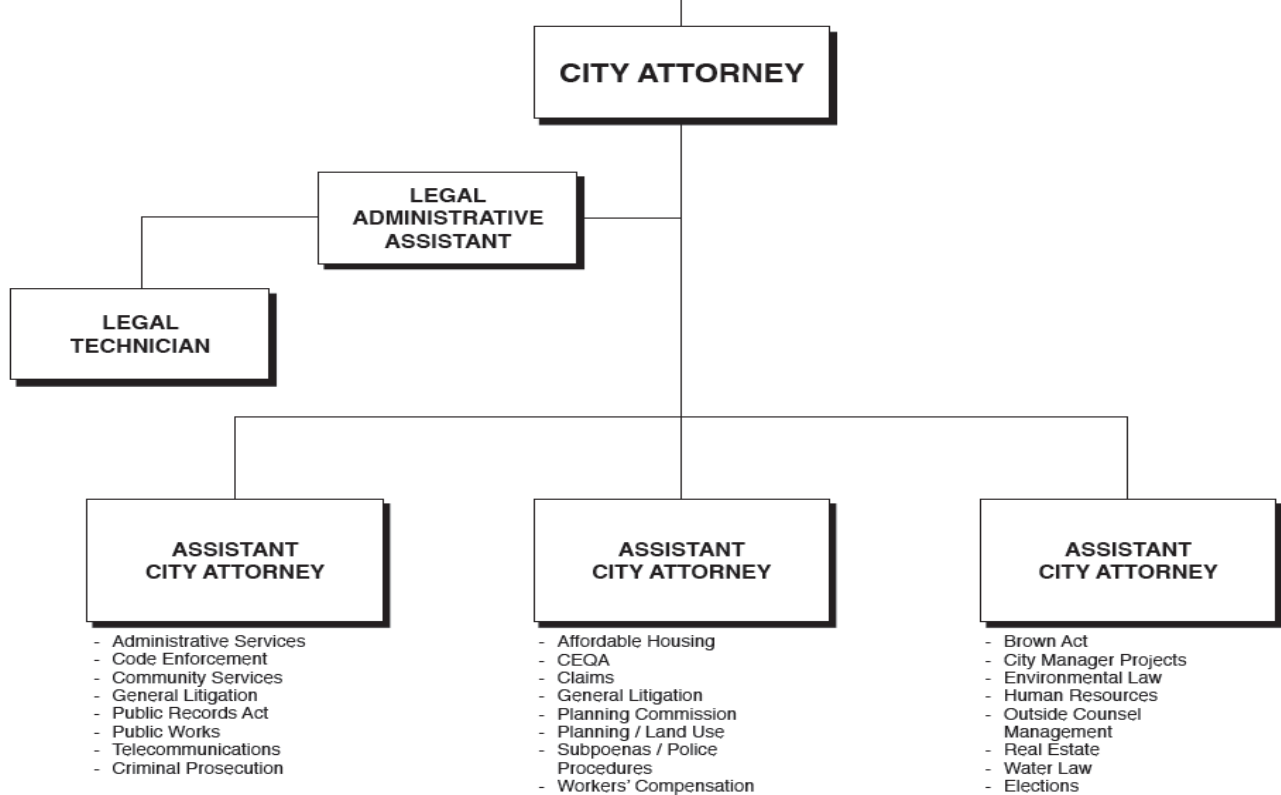 CITY ATTORNEY
LEGAL
ADMINISTRATIVE
ASSISTANT
LEGAL
TECHNICIAN
ASSISTANT
CITY ATTORNEY
- Administrative Services
- Code Enforcement
- Community Services
- General Litigation
- Public Records Act
- Public Works
- Telecommunications
- Criminal Prosecution
ASSISTANT
CITY ATTORNEY
- Affordable Housing
- CEQA
- Claims
- General Litigation
- Planning Commission
- Planning / Land Use
- Subpoenas / Police
Procedures
- Workers' Compensation
ASSISTANT
CITY ATTORNEY
- Brown Act
- City Manager Projects
- Environmental Law
- Human Resources
- Outside Counsel
Management
- Real Estate
- Water Law
- Elections